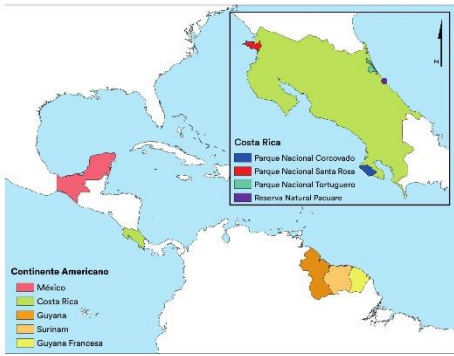 N
Costa Rica
Parque Nacional Corcovado
Parque Nacional Santa Rosa
Parque Nacional Tortuguero
Reserva Natural Pacuare
Continente Americano
México
Costa Rica
Guyana
Surinam
Guyana Francesa